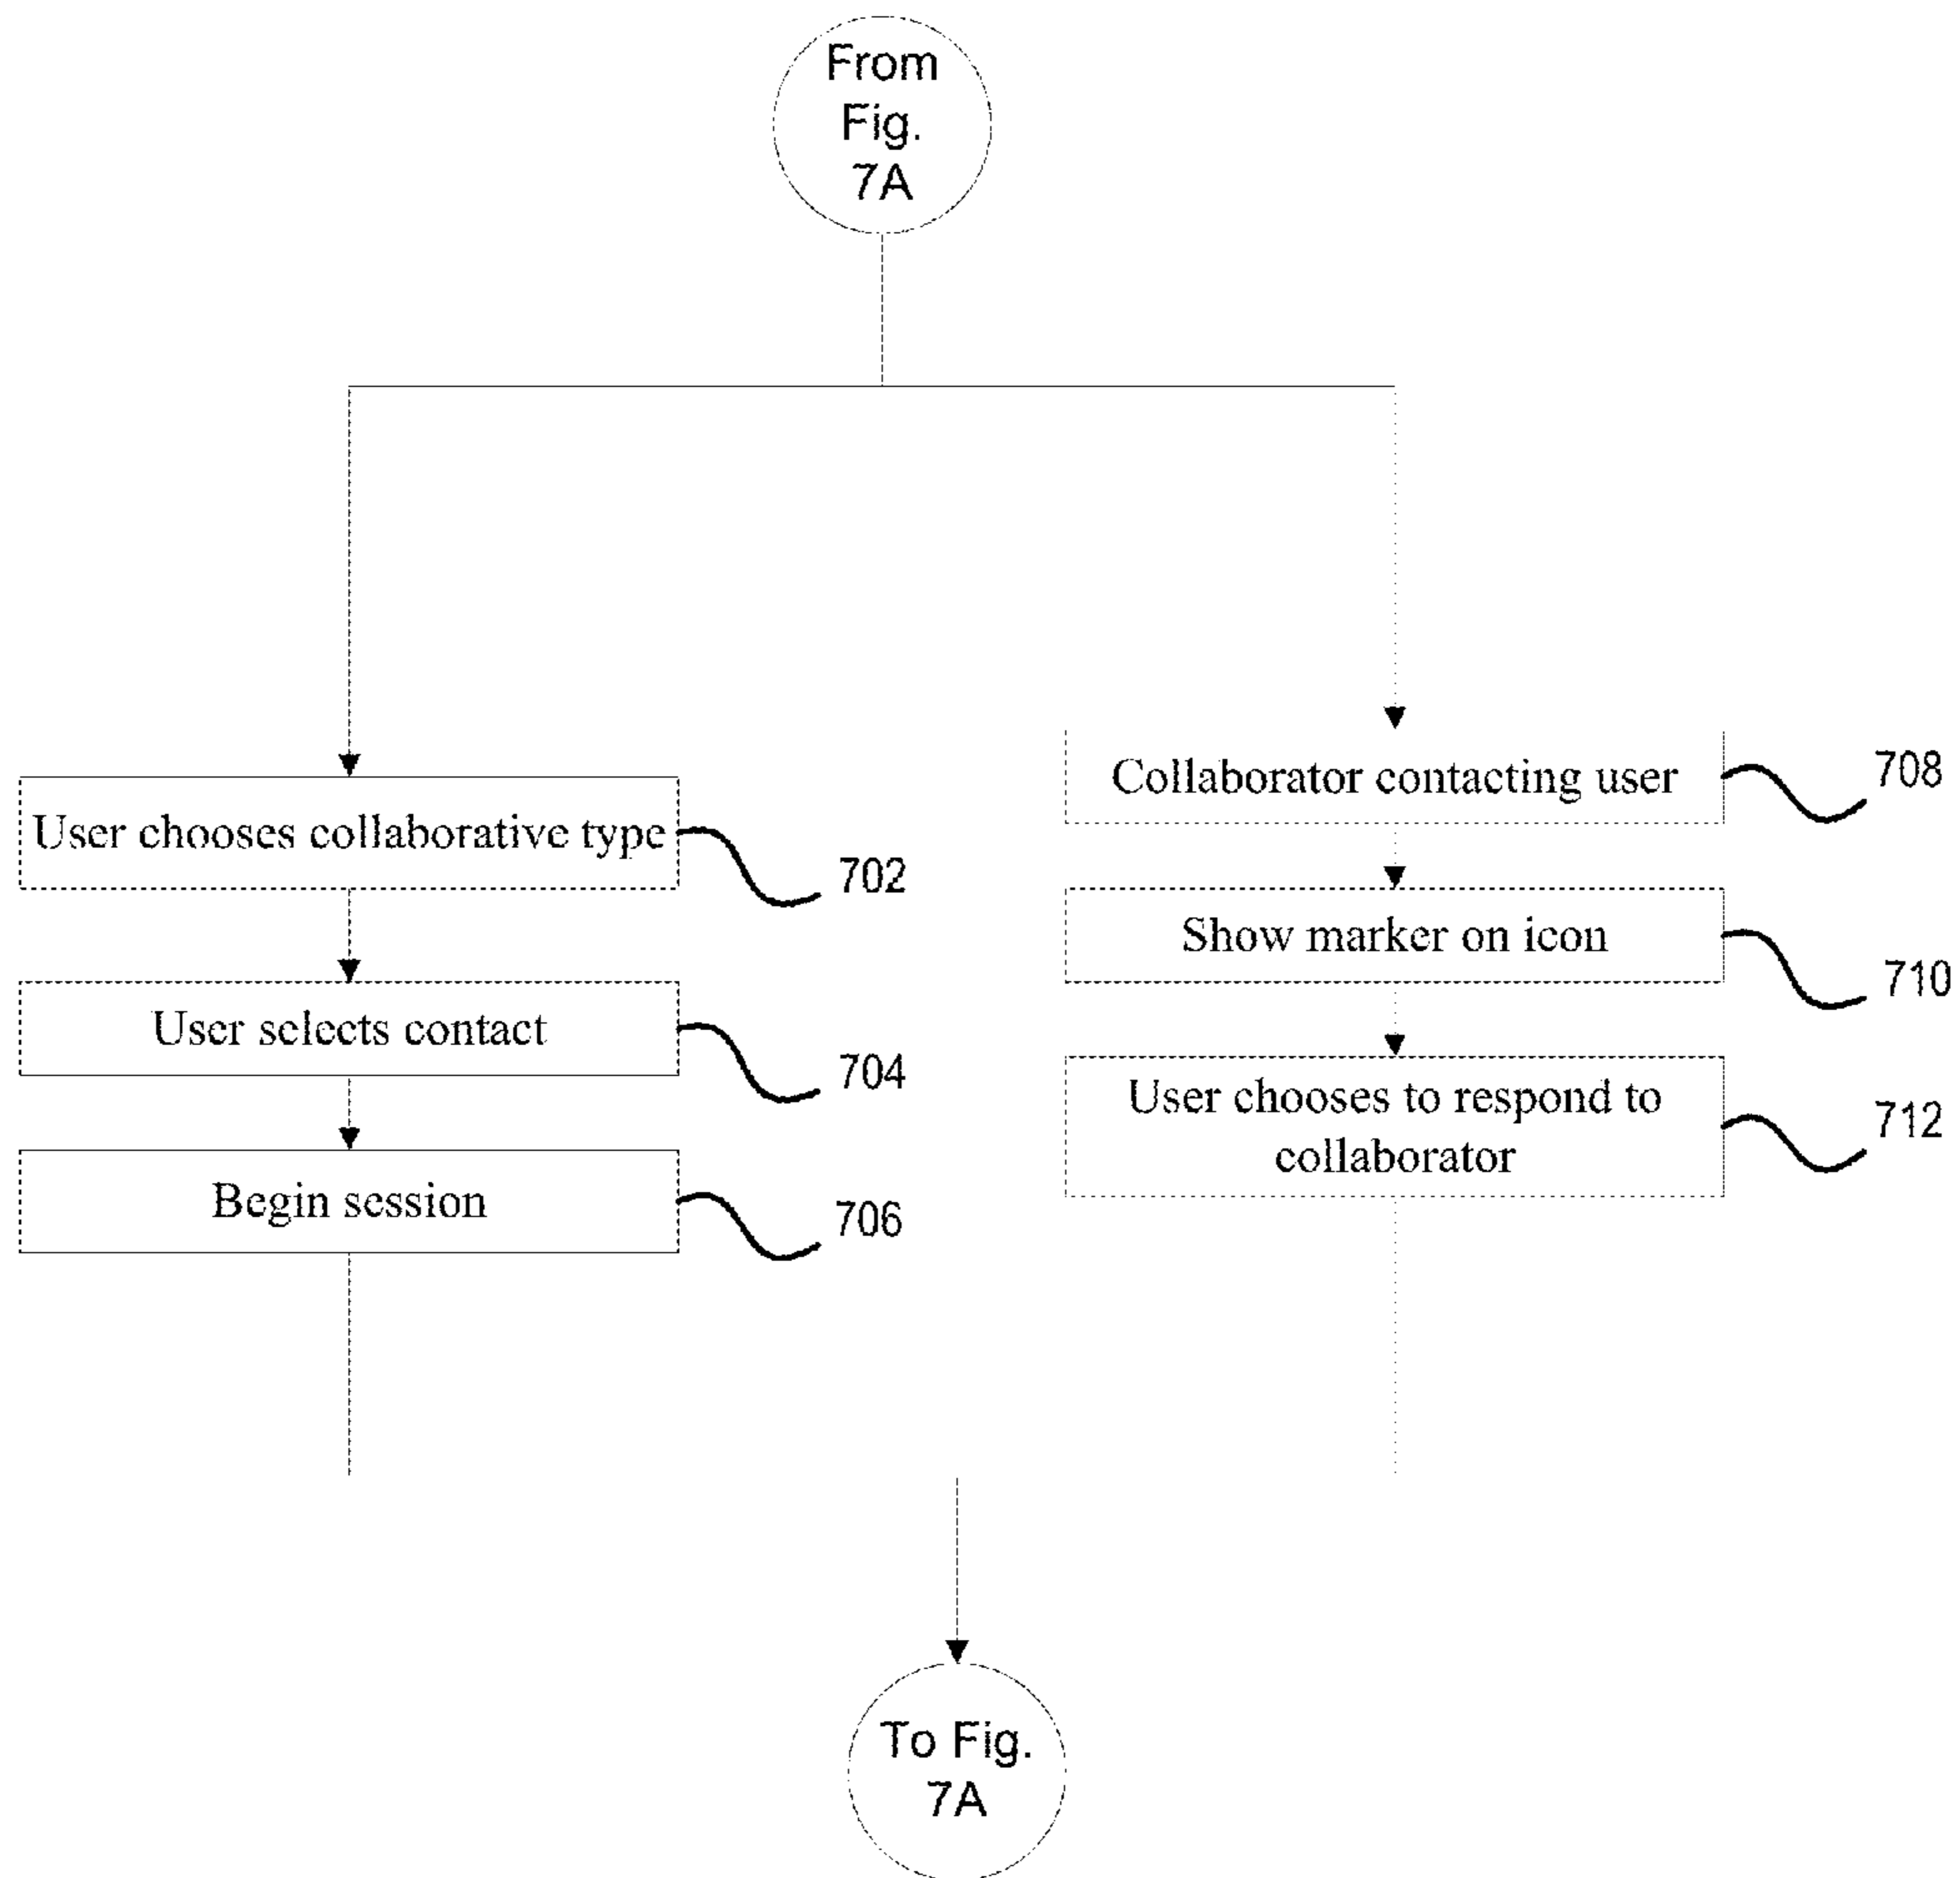 From
Fig.
7A
User chooses collaborative type
702
User selects contact
704
Begin session
706
Collaborator contacting user
708
Show marker on icon
710
User chooses to respond to
collaborator
712
To Fig.
7A